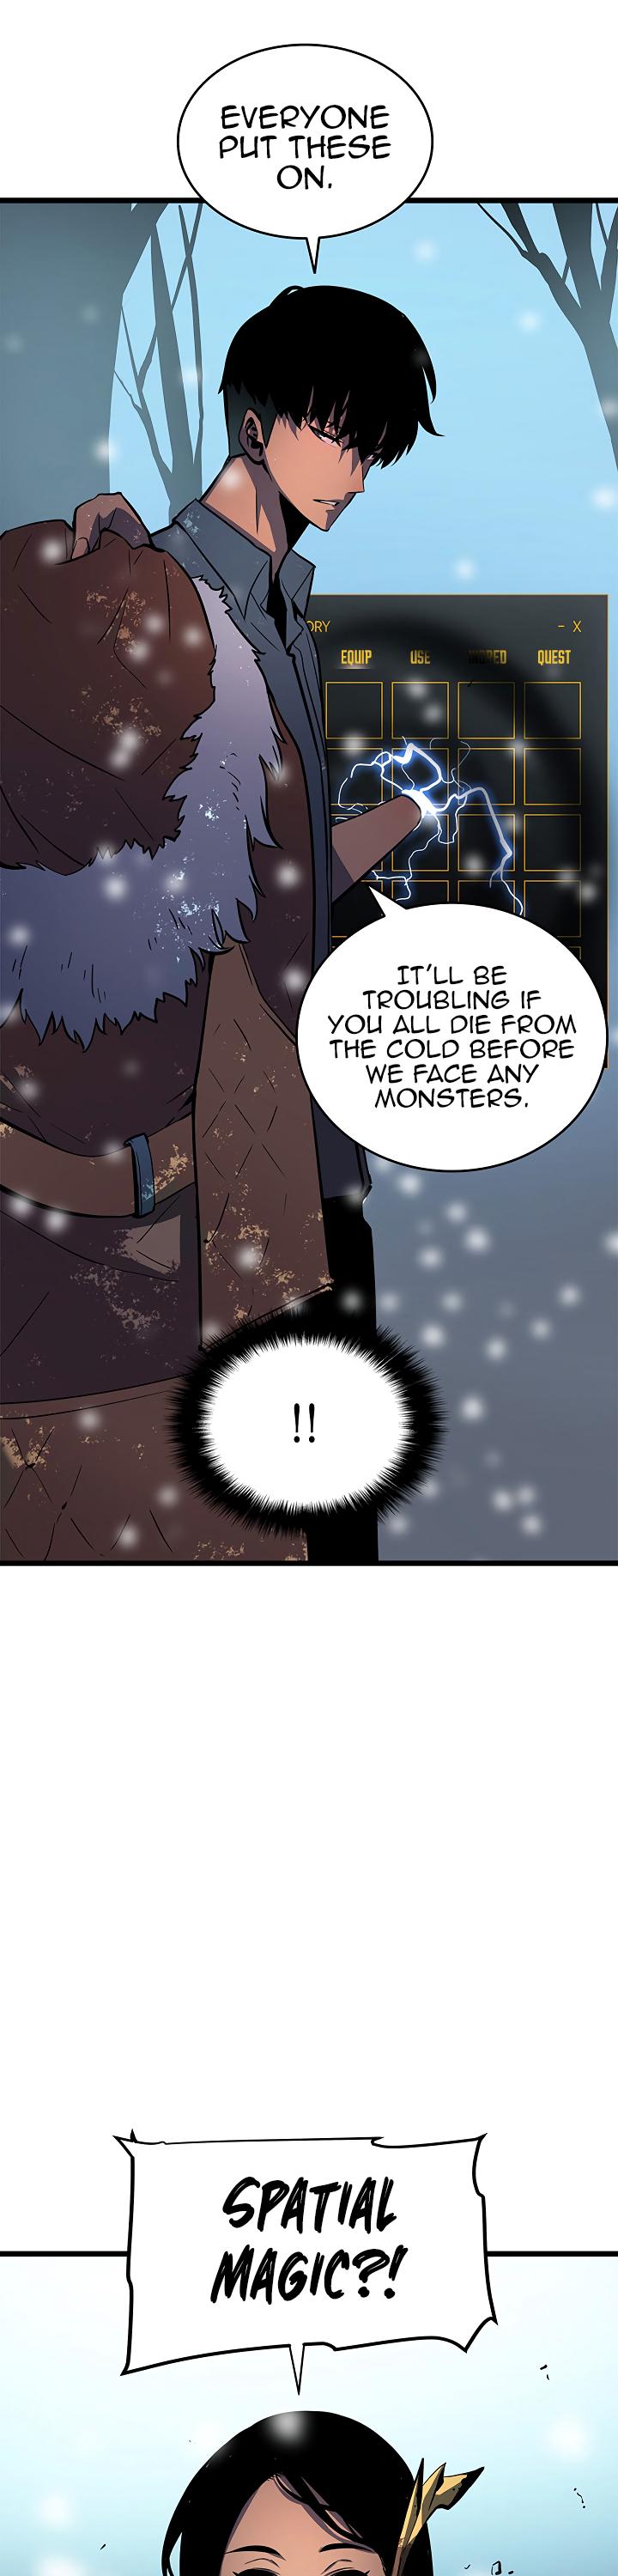 EVERYONE
PUT THESE
ON.
ORY - X
EQUIP USE QUEST
IT'LL BE
TROUBLING IF
YOU ALL DIE FROM
THE COLD BEFORE
WE FACE ANY
MONSTERS.
!!
SPATIAL
MAGIC?!